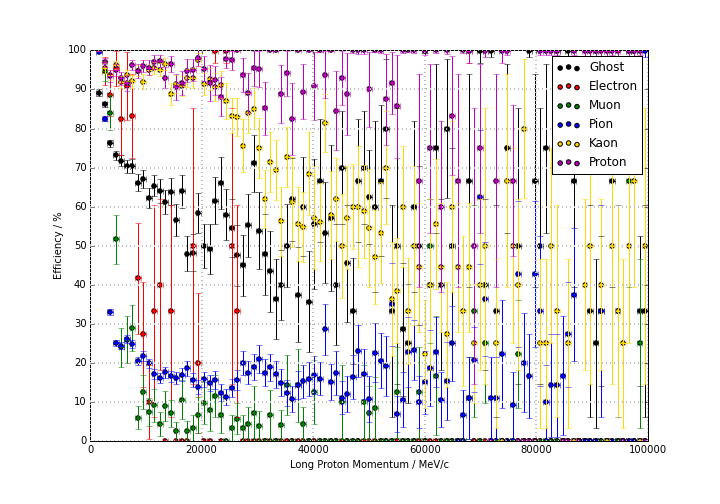 100
90
80
70
60
50
40
30
20
10
0
Efficiency / %
0
20000
40000
60000
80000
100000
Long Proton Momentum / MeV/c
Ghost
Electron
Muon
Pion
Kaon
Proton